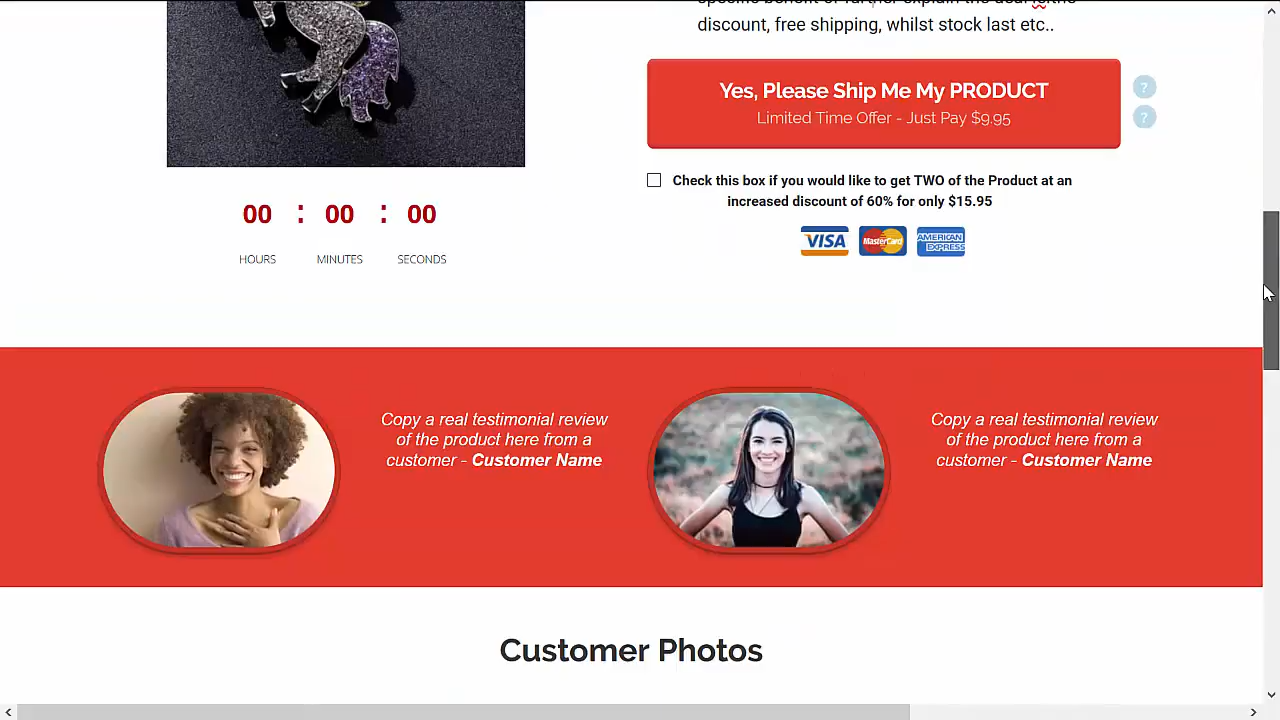 discount, free shipping, whilst stock last etc..
Yes, Please Ship Me My PRODUCT
Limited Time Offer - Just Pay $9.95
?
?
Check this box if you would like to get TWO of the Product at an
increased discount of 60% for only $15.95
VISA
MasterCard
AMERICAN
EXPRESS
00 : 00 : 00
HOURS MINUTES SECONDS
Copy a real testimonial review
of the product here from a
customer - Customer Name
Copy a real testimonial review
of the product here from a
customer - Customer Name
Customer Photos